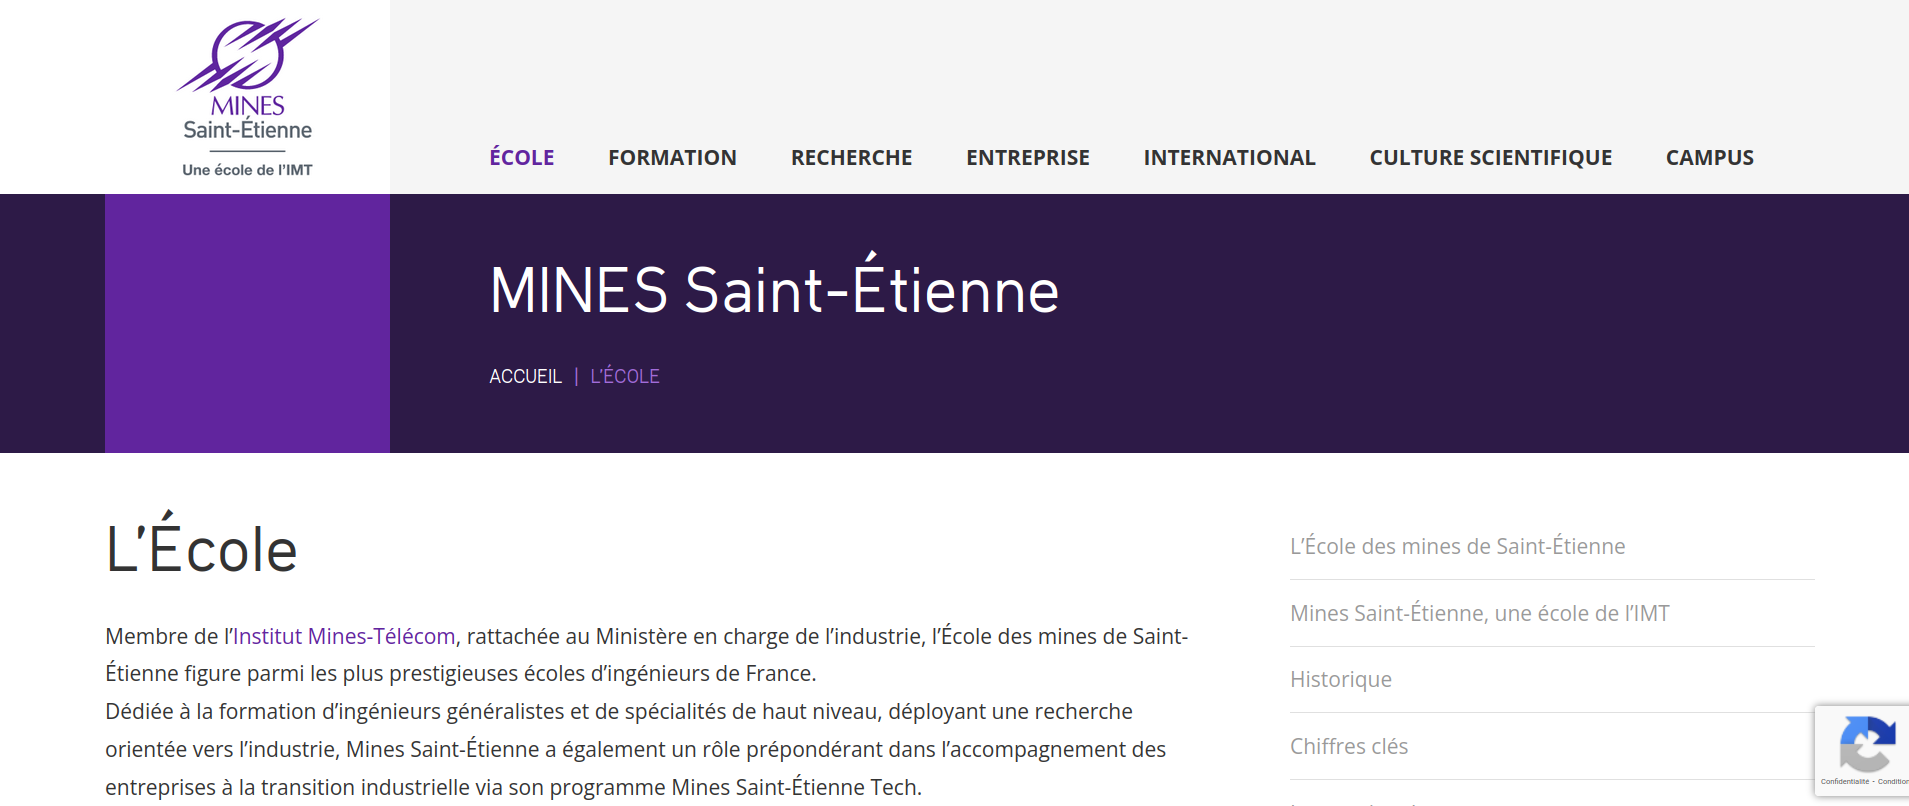 MINES
Saint-Étienne
Une école de l'IMT
ÉCOLE FORMATION RECHERCHE ENTREPRISE INTERNATIONAL CULTURE SCIENTIFIQUE CAMPUS
MINES Saint-Étienne
ACCUEIL | L'ÉCOLE
L'École
Membre de l'Institut Mines-Télécom, rattachée au Ministère en charge de l'industrie, l'École des mines de Saint-
Étienne figure parmi les plus prestigieuses écoles d'ingénieurs de France.
Dédiée à la formation d'ingénieurs généralistes et de spécialités de haut niveau, déployant une recherche
orientée vers l'industrie, Mines Saint-Étienne a également un rôle prépondérant dans l'accompagnement des
entreprises à la transition industrielle via son programme Mines Saint-Étienne Tech.
L'École des mines de Saint-Étienne
Mines Saint-Étienne, une école de l'IMT
Historique
Chiffres clés
Confidentialité - Condition